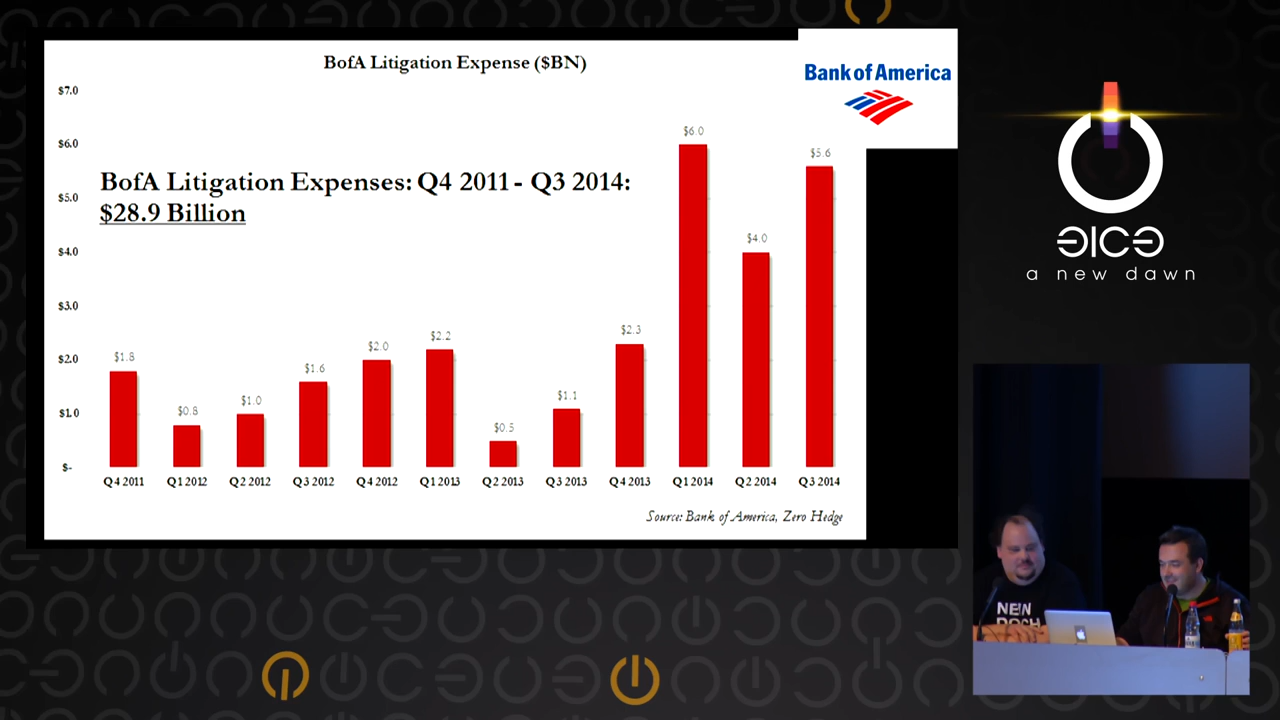 BofA Litigation Expense ($BN)
Bank of America
$7.0
$6.0
$5.0
$4.0
$3.0
$2.0
$1.0
$-
BofA Litigation Expenses: Q4 2011 - Q3 2014:
$28.9 Billion
$1.8
$0.8
$1.0
$1.6
$2.0
$2.2
$0.5
$1.1
$2.3
$6.0
$4.0
$5.6
Q4 2011
Q1 2012
Q2 2012
Q3 2012
Q4 2012
Q1 2013
Q2 2013
Q3 2013
Q4 2013
Q1 2014
Q2 2014
Q3 2014
Source: Bank of America, Zero Hedge
a new dawn